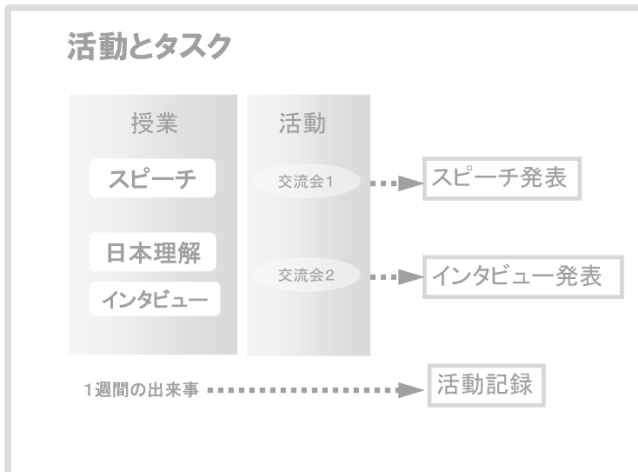 活動とタスク
授業
活動
スピーチ
交流会1
スピーチ発表
日本理解
インタビュー
交流会2
インタビュー発表
1週間の出来事
活動記録